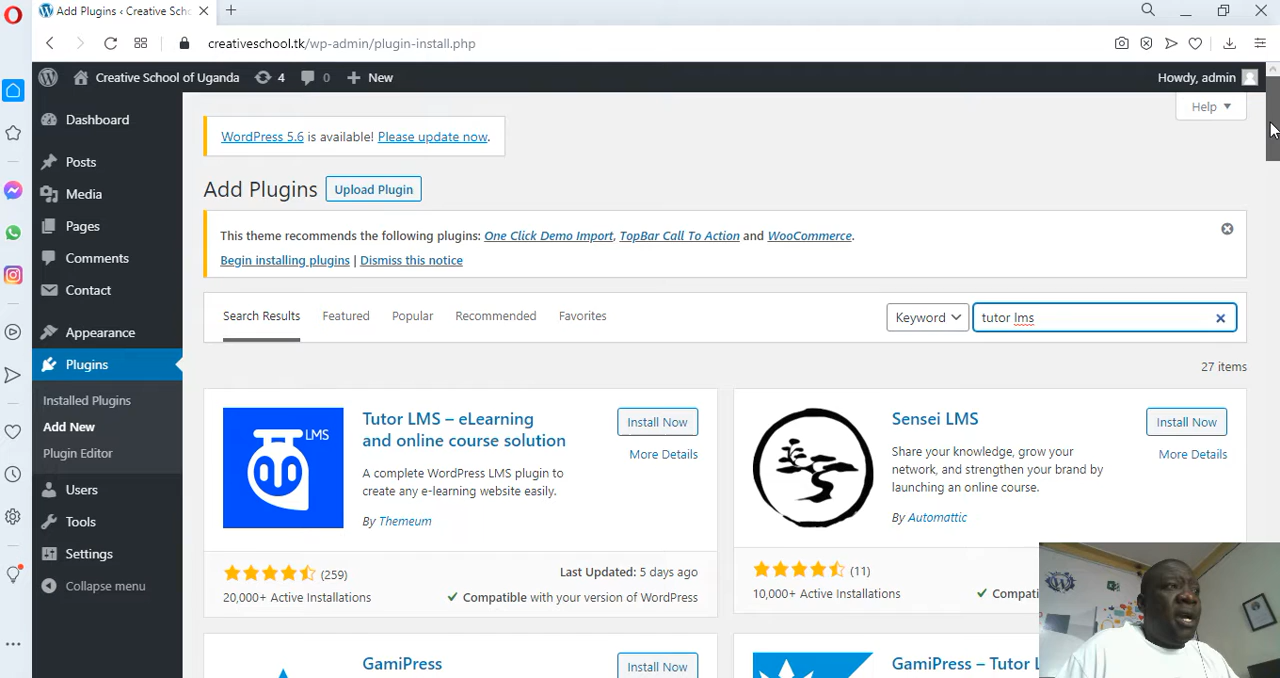 Add Plugins ‹ Creative Scho
creativeschool.tk/wp-admin/plugin-install.php
Creative School of Uganda 4 0 New Howdy, admin
Help
Dashboard
Posts
Media
Pages
Comments
Contact
Appearance
Plugins
Installed Plugins
Add New
Plugin Editor
Users
Tools
Settings
Collapse menu
WordPress 5.6 is available! Please update now.
Add Plugins Upload Plugin
This theme recommends the following plugins: One Click Demo Import, TopBar Call To Action and WooCommerce.
Begin installing plugins | Dismiss this notice
Search Results Featured Popular Recommended Favorites Keyword tutor lms
27 items
LMS
Tutor LMS – eLearning
and online course solution
Install Now
More Details
A complete WordPress LMS plugin to
create any e-learning website easily.
By Themeum
(259)
Last Updated: 5 days ago
20,000+ Active Installations
Compatible with your version of WordPress
Sensei LMS
Install Now
More Details
Share your knowledge, grow your
network, and strengthen your brand by
launching an online course.
By Automattic
(11)
10,000+ Active Installations
Compati
GamiPress
Install Now
GamiPress – Tutor L